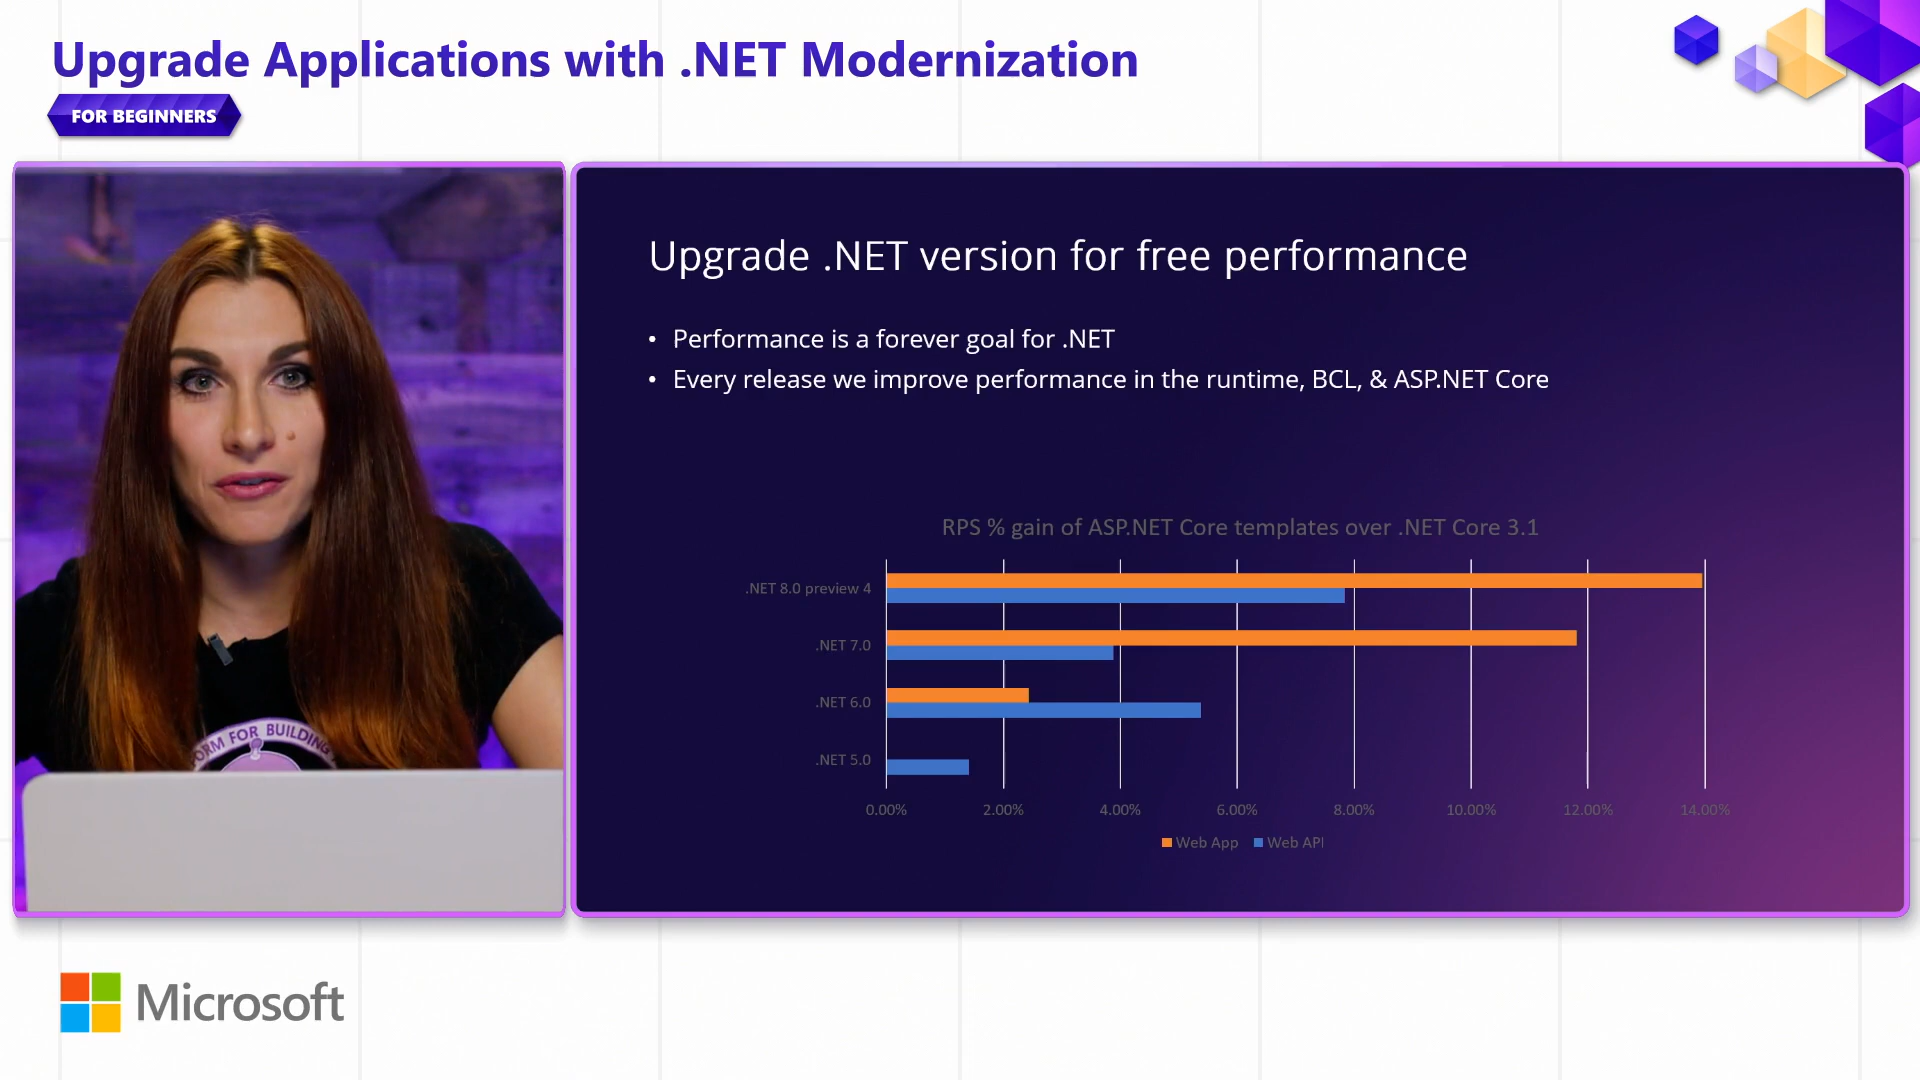 Upgrade Applications with .NET Modernization
FOR BEGINNERS
Upgrade .NET version for free performance
• Performance is a forever goal for .NET
• Every release we improve performance in the runtime, BCL, & ASP.NET Core
RPS % gain of ASP.NET Core templates over .NET Core 3.1
.NET 8.0 preview 4
.NET 7.0
.NET 6.0
.NET 5.0
0.00% 2.00% 4.00% 6.00% 8.00% 10.00% 12.00% 14.00%
Web App Web API
FORM FOR BUILDING
Microsoft